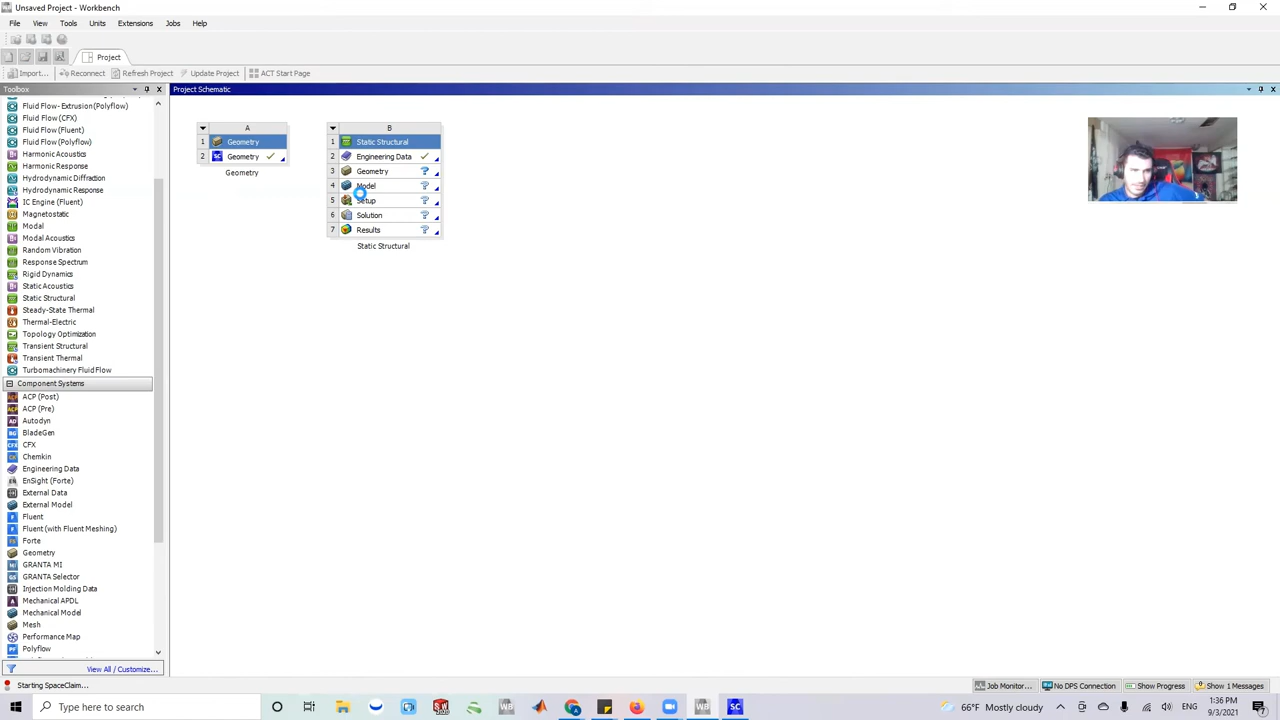 Unsaved Project - Workbench
File View Tools Units Extensions Jobs Help
Project
Import... Reconnect Refresh Project Update Project ACT Start Page
Toolbox
Project Schematic
Fluid Flow- Extrusion (Polyflow)
Fluid Flow (CFX)
Fluid Flow (Fluent)
Fluid Flow (Polyflow)
Harmonic Acoustics
Harmonic Response
Hydrodynamic Diffraction
Hydrodynamic Response
IC Engine (Fluent)
Magnetostatic
Modal
Modal Acoustics
Random Vibration
Response Spectrum
Rigid Dynamics
Static Acoustics
Static Structural
Steady-State Thermal
Thermal-Electric
Topology Optimization
Transient Structural
Transient Thermal
Turbomachinery Fluid Flow
Component Systems
ACP (Post)
ACP (Pre)
Autodyn
BladeGen
CFX
Chemkin
Engineering Data
EnSight (Forte)
External Data
External Model
Fluent
Fluent (with Fluent Meshing)
Forte
Geometry
GRANTA MI
GRANTA Selector
Injection Molding Data
Mechanical APDL
Mechanical Model
Mesh
Performance Map
Polyflow
View All / Customize...
A
1 Geometry
2 Geometry
Geometry
B
1 Static Structural
2 Engineering Data
3 Geometry
4 Model
5 Setup
6 Solution
7 Results
Static Structural
Starting SpaceClaim...
Job Monitor... No DPS Connection Show Progress Show 1 Messages
Type here to search
66°F Mostly cloudy
1:36 PM
9/3/2021